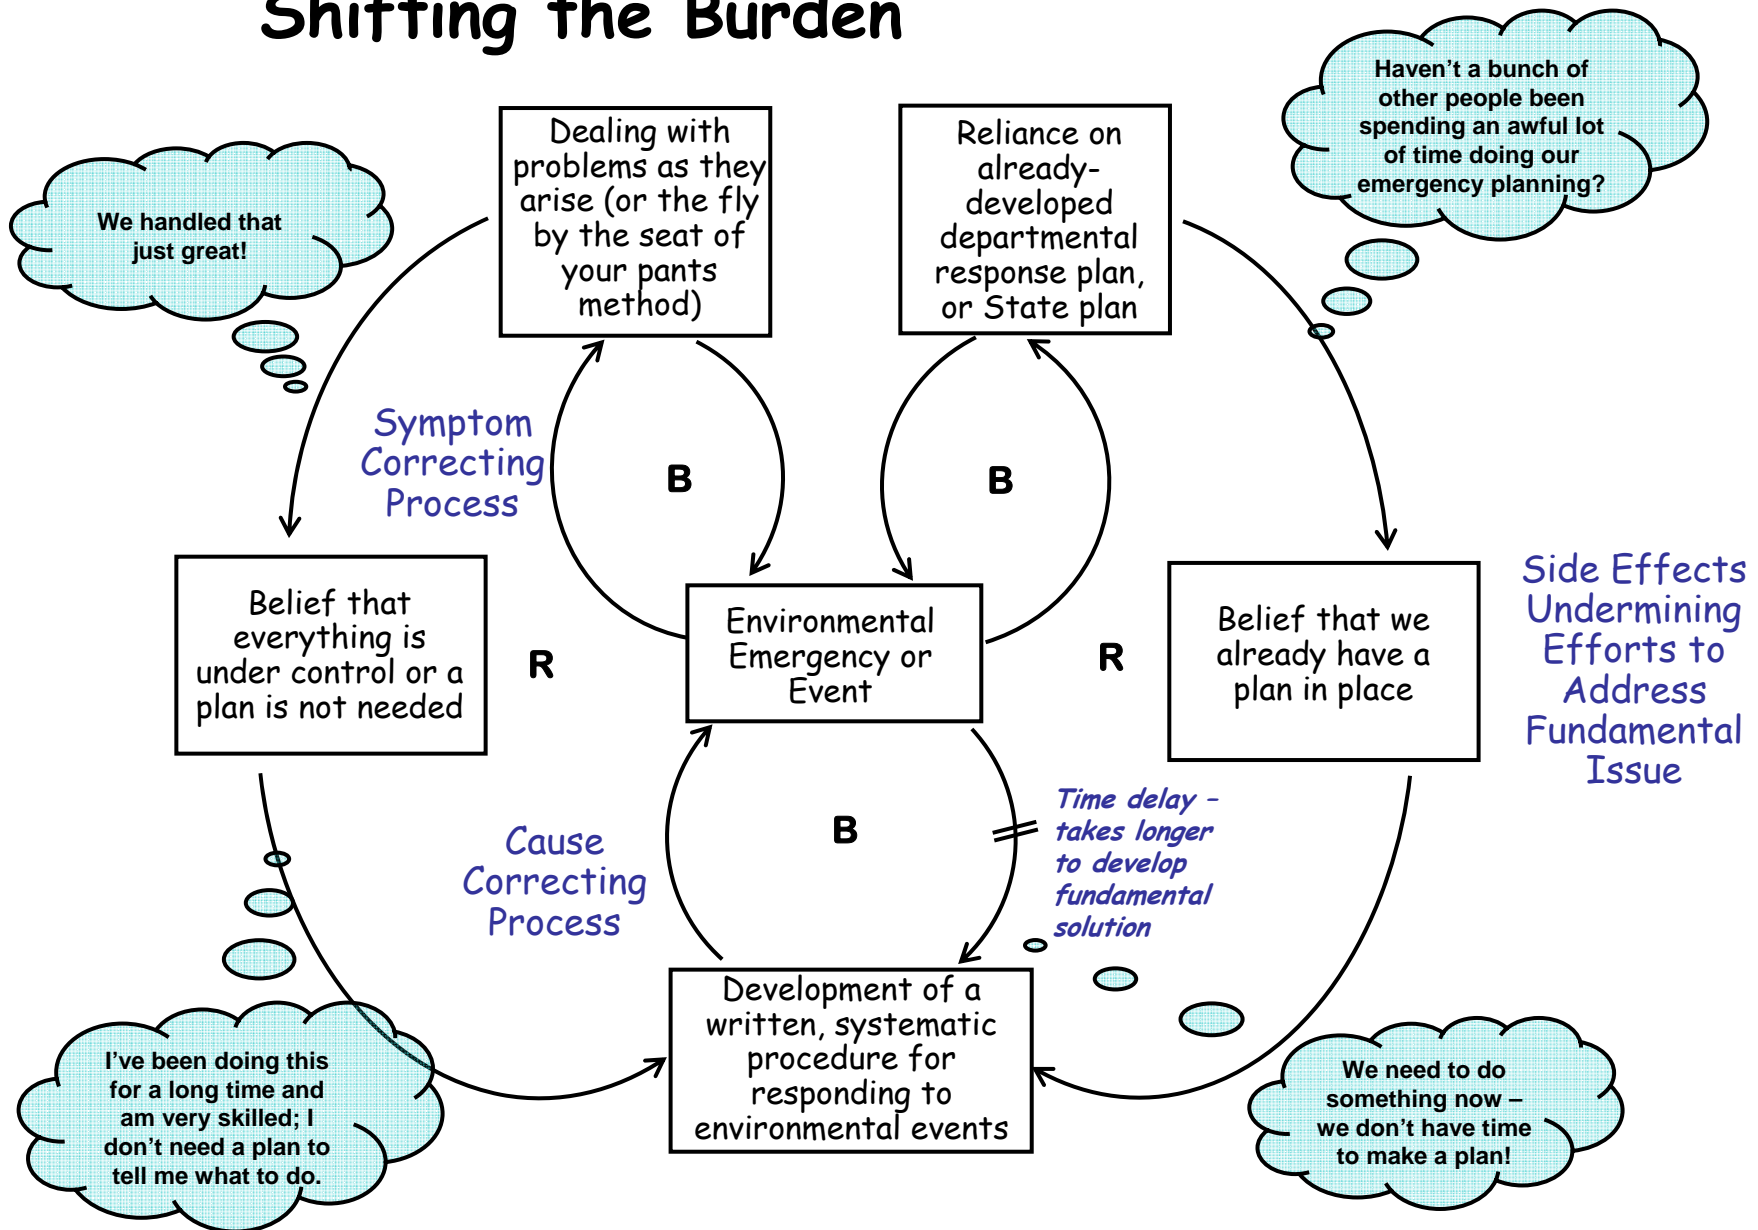 Shifting the Burden
Haven't a bunch of
other people been
spending an awful lot
of time doing our
emergency planning?
We handled that
just great!
Dealing with
problems as they
arise (or the fly
by the seat of
your pants
method)
Reliance on
already-
developed
departmental
response plan,
or State plan
Symptom
Correcting
Process
B
B
Belief that
everything is
under control or a
plan is not needed
R
Environmental
Emergency or
Event
R
Belief that we
already have a
plan in place
Side Effects
Undermining
Efforts to
Address
Fundamental
Issue
Cause
Correcting
Process
B
Time delay –
takes longer
to develop
fundamental
solution
Development of a
written, systematic
procedure for
responding to
environmental events
I've been doing this
for a long time and
am very skilled; I
don't need a plan to
tell me what to do.
We need to do
something now –
we don't have time
to make a plan!